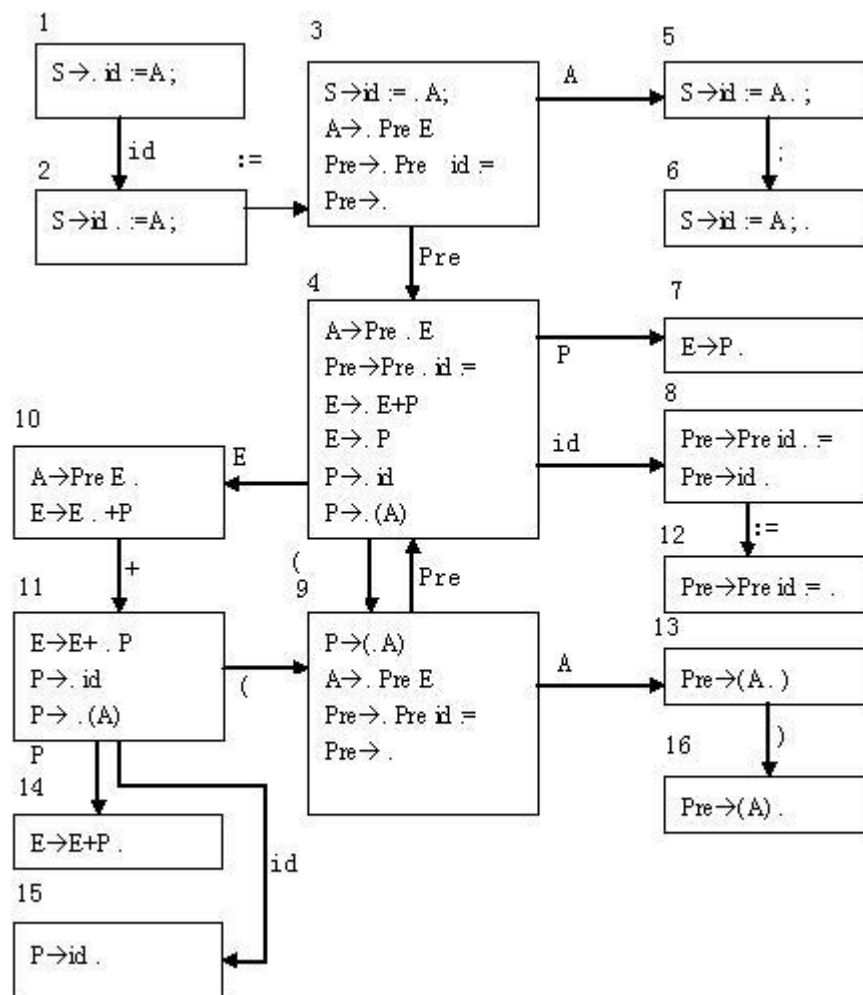 1
S→. id :=A;
id
2
S→id . :=A;
:=
3
S→id := . A;
A→. Pre E
Pre→. Pre id :=
Pre→.
A
5
S→id := A . ;
;
6
S→id := A; .
Pre
4
A→Pre . E
Pre→Pre . id :=
E→. E+P
E→. P
P→. id
P→. (A)
P
7
E→P .
id
8
Pre→Pre id . :=
Pre→id .
:=
12
Pre→Pre id := .
E
10
A→Pre E .
E→E . +P
+
11
E→E+ . P
P→. id
P→ . (A)
(
(
Pre
9
P→(. A)
A→. Pre E
Pre→. Pre id :=
Pre→ .
A
13
Pre→(A . )
)
16
Pre→(A) .
P
14
E→E+P .
id
15
P→id .